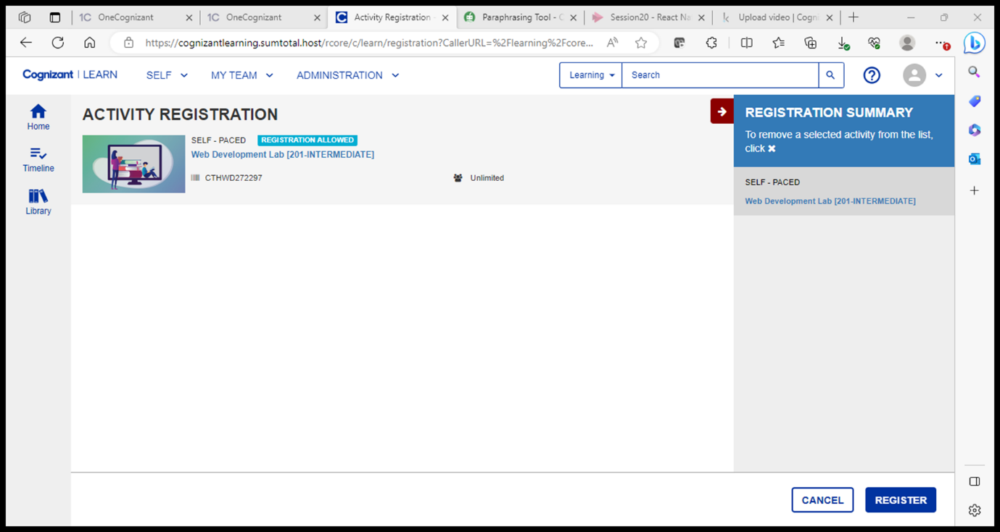 1C OneCognizant
1C OneCognizant
Activity Registration -
Paraphrasing Tool - C
Session20 - React Na
Upload video | Cogni
https://cognizantlearning.sumtotal.host/rcore/c/learn/registration?CallerURL=%2Flearning%2Fcore...
Cognizant | LEARN
SELF
MY TEAM
ADMINISTRATION
Learning
Search
Home
Timeline
Library
ACTIVITY REGISTRATION
SELF - PACED REGISTRATION ALLOWED
Web Development Lab [201-INTERMEDIATE]
CTHWD272297
Unlimited
REGISTRATION SUMMARY
To remove a selected activity from the list,
click ✖
SELF - PACED
Web Development Lab [201-INTERMEDIATE]
CANCEL
REGISTER